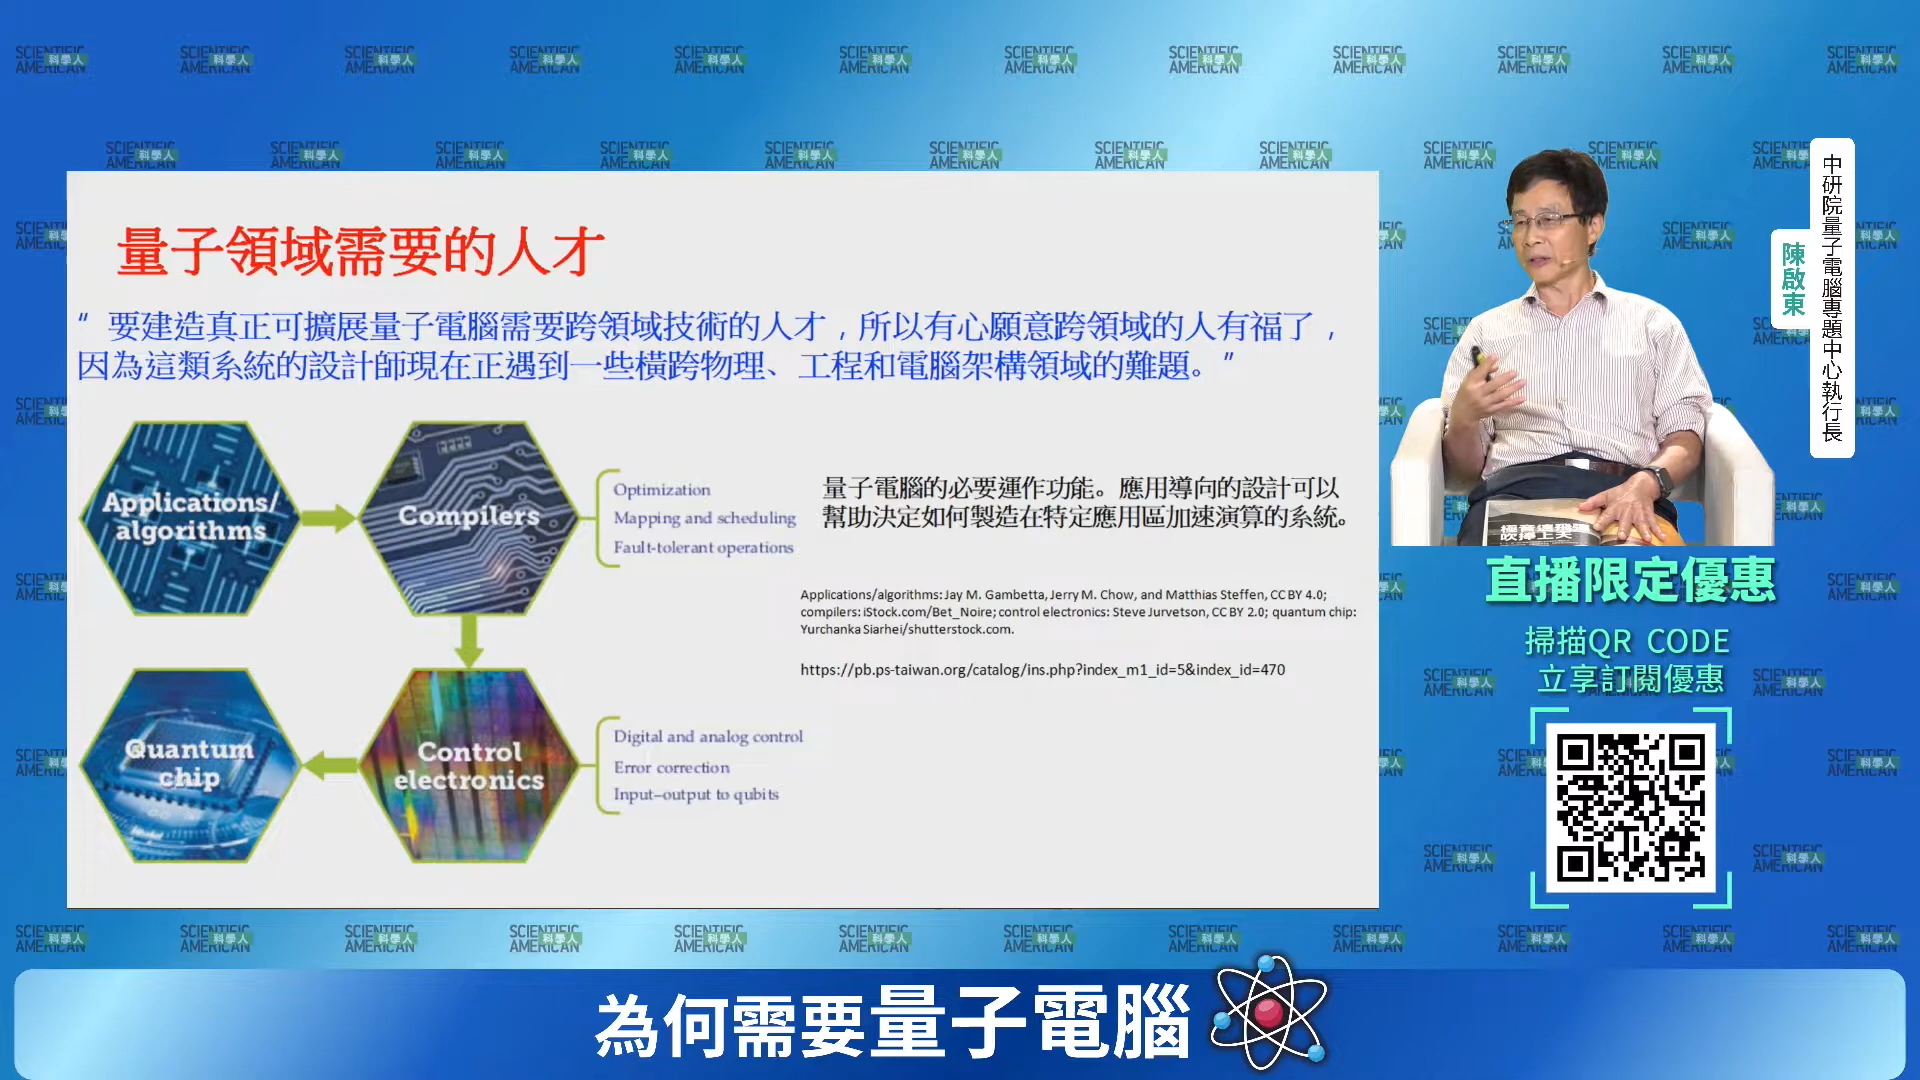 SCIENTIFIC AMERICAN 科學人
量子領域需要的人才
“ 要建造真正可擴展量子電腦需要跨領域技術的人才，所以有心願意跨領域的人有福了，
因為這類系統的設計師現在正遇到一些橫跨物理、工程和電腦架構領域的難題。”
Applications/
algorithms
Compilers
Optimization
Mapping and scheduling
Fault-tolerant operations
量子電腦的必要運作功能。應用導向的設計可以
幫助決定如何製造在特定應用區加速演算的系統。
Applications/algorithms: Jay M. Gambetta, Jerry M. Chow, and Matthias Steffen, CC BY 4.0;
compilers: iStock.com/Bet_Noire; control electronics: Steve Jurvetson, CC BY 2.0; quantum chip:
Yurchanka Siarhei/shutterstock.com.
https://pb.ps-taiwan.org/catalog/ins.php?index_m1_id=5&index_id=470
Quantum
chip
Control
electronics
Digital and analog control
Error correction
Input–output to qubits
中研院量子電腦專題中心執行長
陳啟東
直播限定優惠
掃描QR CODE
立享訂閱優惠
為何需要量子電腦